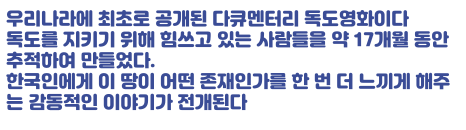 우리나라에 최초로 공개된 다큐멘터리 독도영화이다
독도를 지키기 위해 힘쓰고 있는 사람들을 약 17개월 동안
추적하여 만들었다.
한국인에게 이 땅이 어떤 존재인가를 한 번 더 느끼게 해주
는 감동적인 이야기가 전개된다